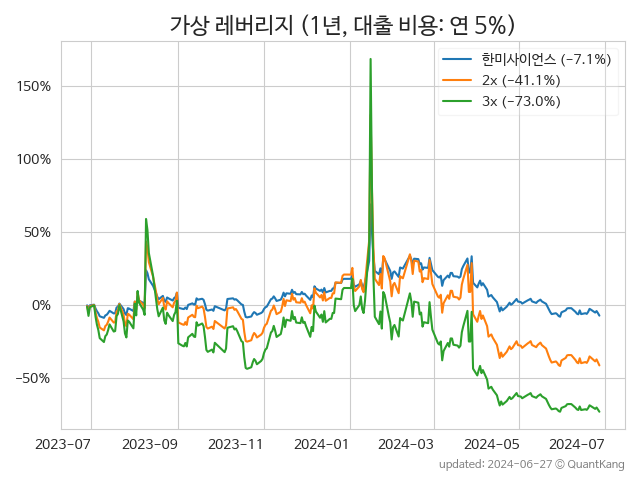 가상 레버리지 (1년, 대출 비용: 연 5%)
한미사이언스 (−7.1%)
2x (−41.1%)
3x (−73.0%)
150%
100%
50%
0%
−50%
2023-07 2023-09 2023-11 2024-01 2024-03 2024-05 2024-07
updated: 2024-06-27 © QuantKang